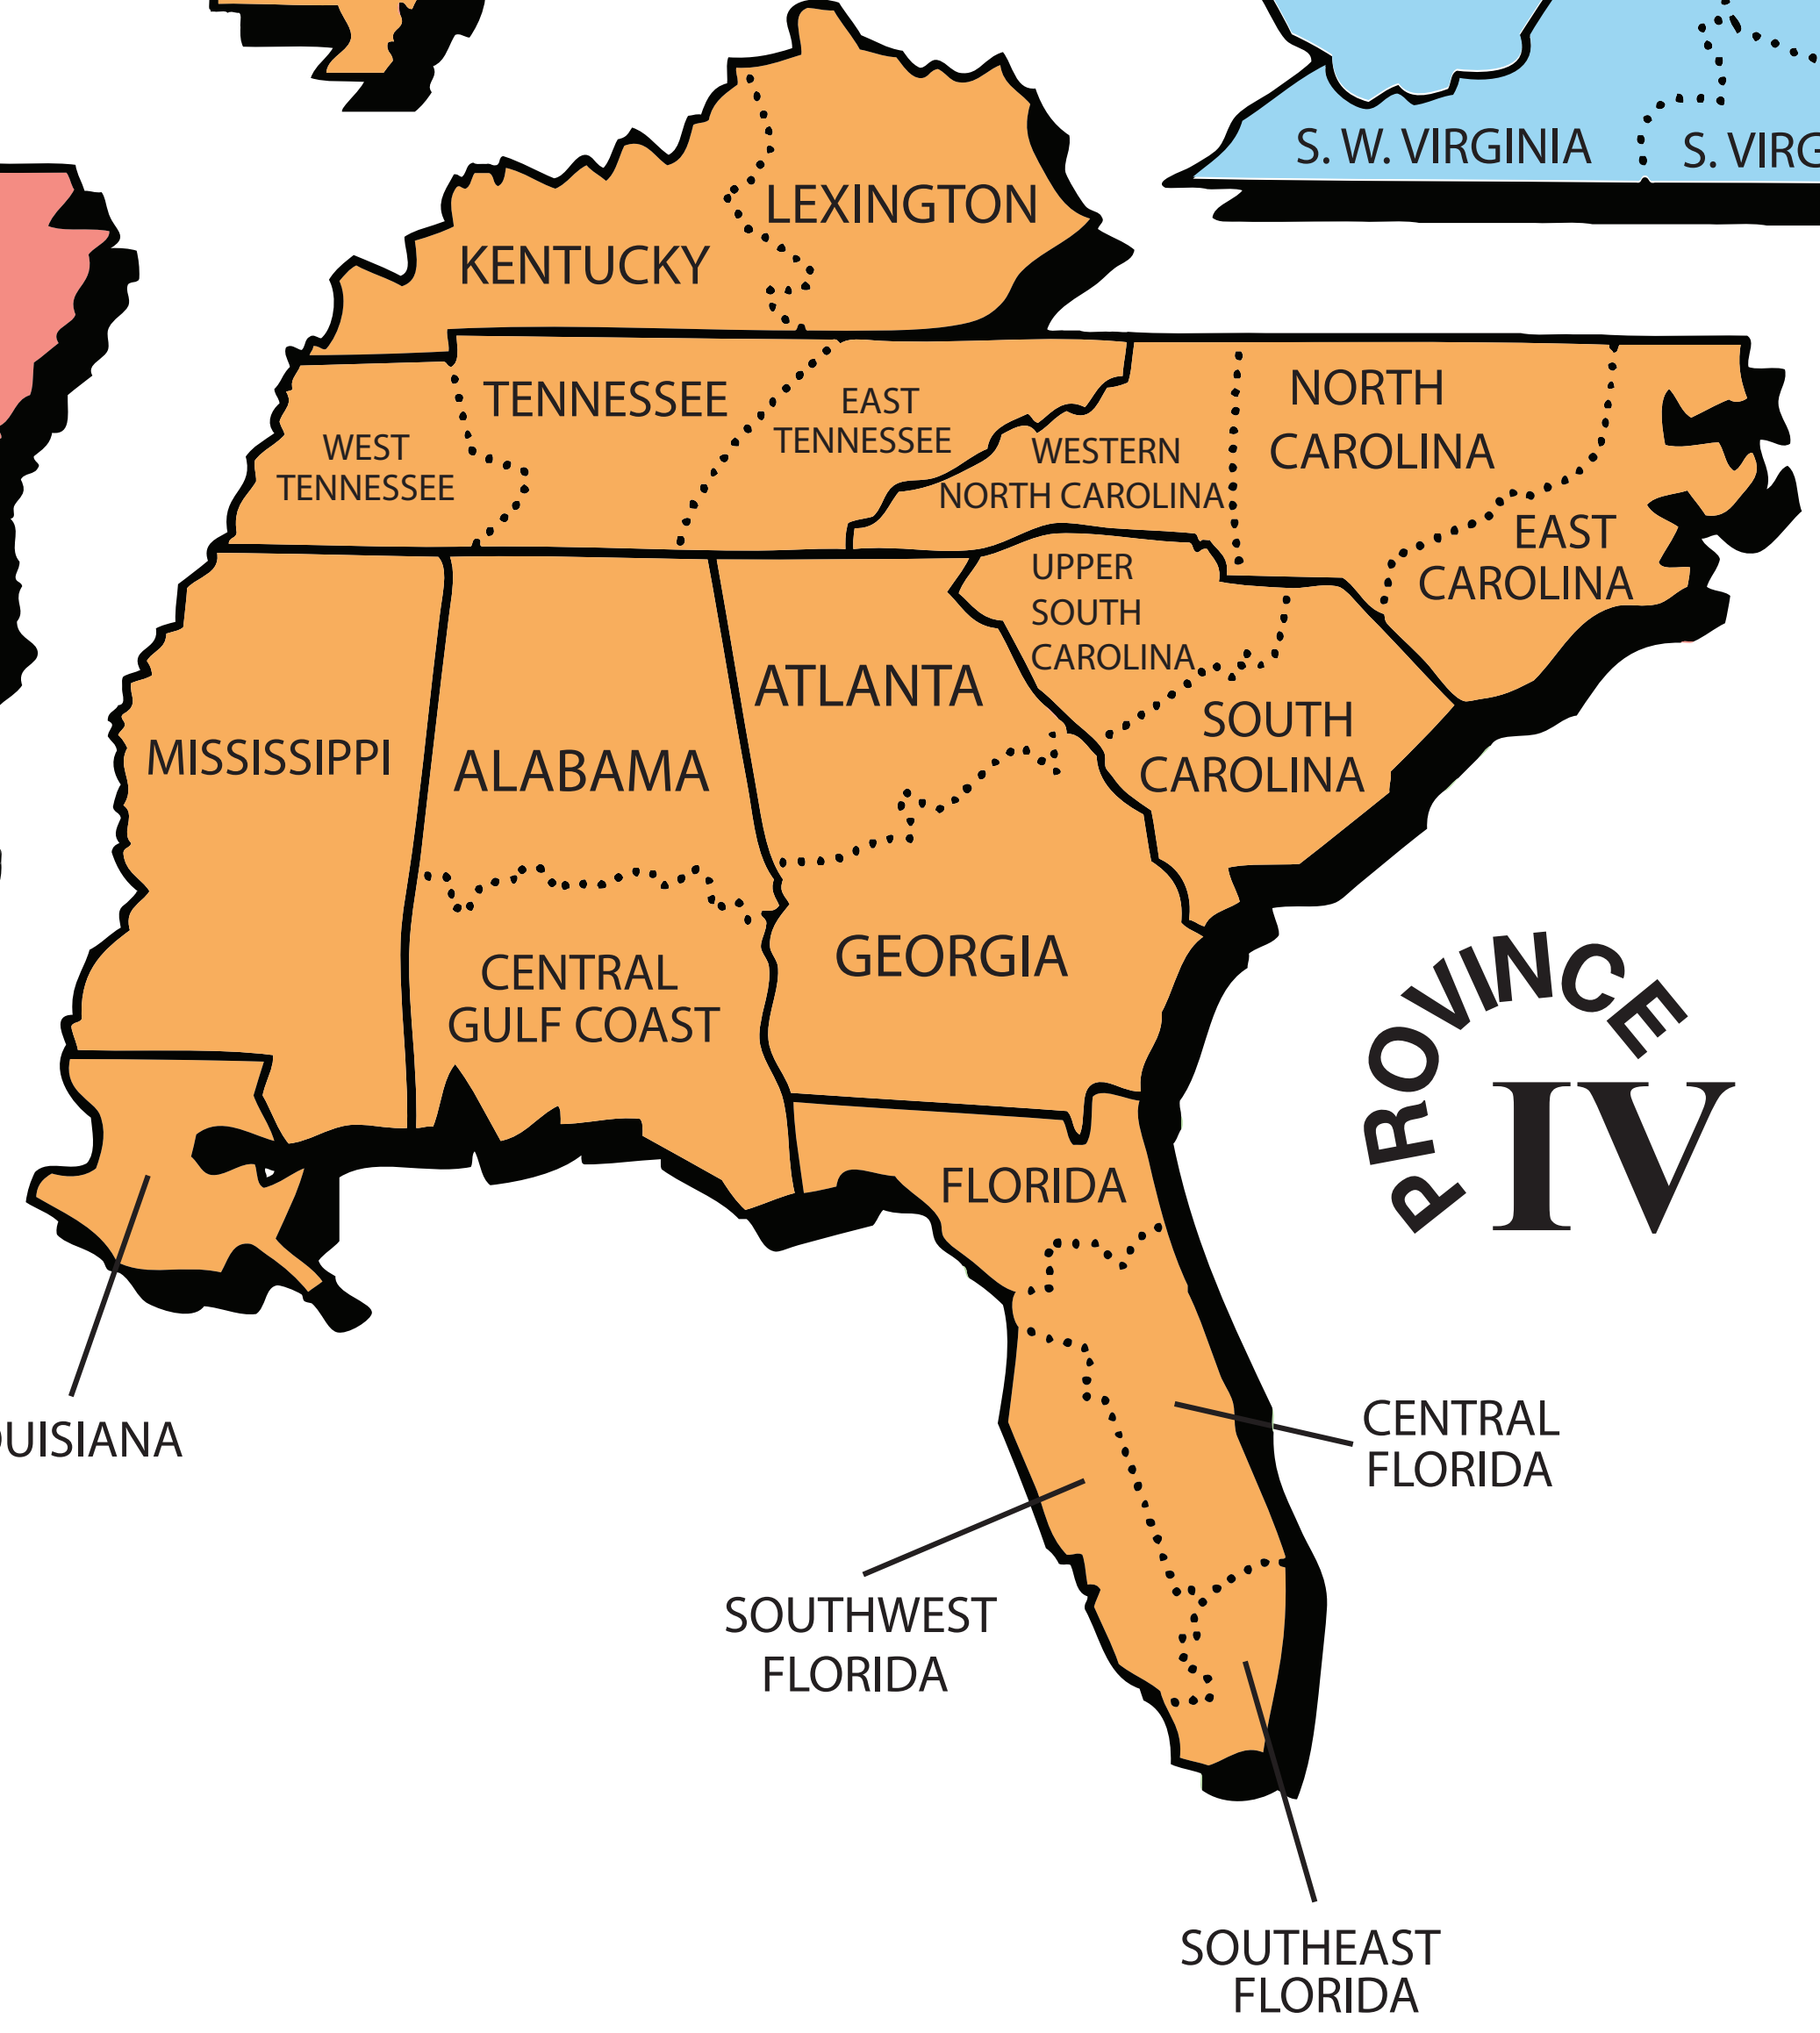 S. W. VIRGINIA
S. VIRG
LEXINGTON
KENTUCKY
TENNESSEE
EAST
TENNESSEE
WEST
TENNESSEE
NORTH
CAROLINA
WESTERN
NORTH CAROLINA
EAST
CAROLINA
UPPER
SOUTH
CAROLINA
ATLANTA
SOUTH
CAROLINA
MISSISSIPPI
ALABAMA
GEORGIA
CENTRAL
GULF COAST
PROVINCE
IV
FLORIDA
UISIANA
CENTRAL
FLORIDA
SOUTHWEST
FLORIDA
SOUTHEAST
FLORIDA